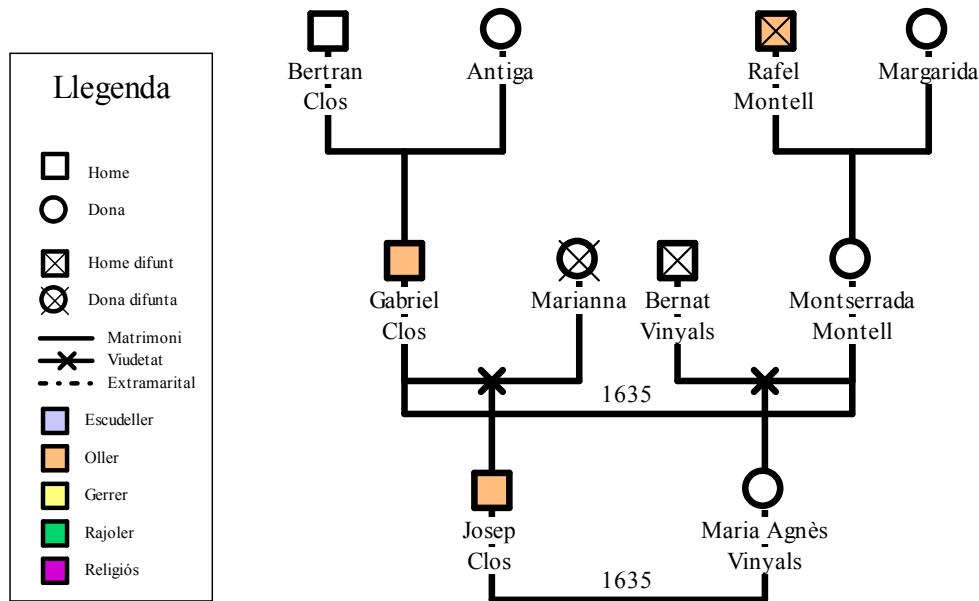 Llegenda
Home
Dona
Home difunt
Dona difunta
Matrimoni
Viudetat
Extramarital
Escudeller
Oller
Gerrer
Rajoler
Religiós
Bertran
Clos
Antiga
Rafel
Montell
Margarida
Gabriel
Clos
Marianna
Bernat
Vinyals
Montserrada
Montell
1635
Josep
Clos
Maria Agnès
Vinyals
1635